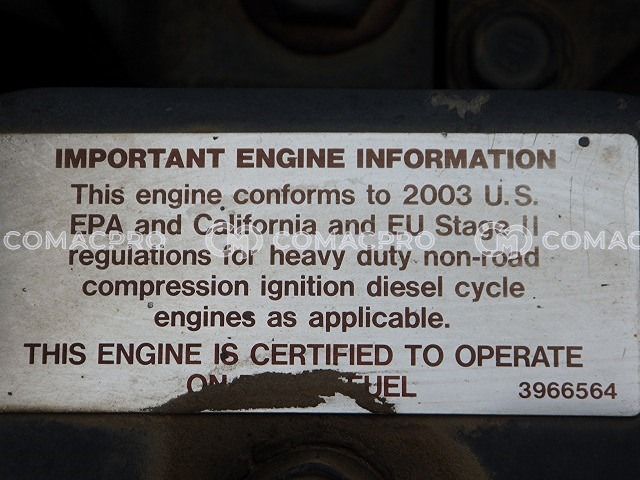 IMPORTANT ENGINE INFORMATION
This engine conforms to 2003 U.S.
EPA and California and EU Stage II
COMACPRO COMACPRO COMACPRO
regulations for heavy duty non-road
compression ignition diesel cycle
engines as applicable.
THIS ENGINE IS CERTIFIED TO OPERATE
ON FUEL 3966564